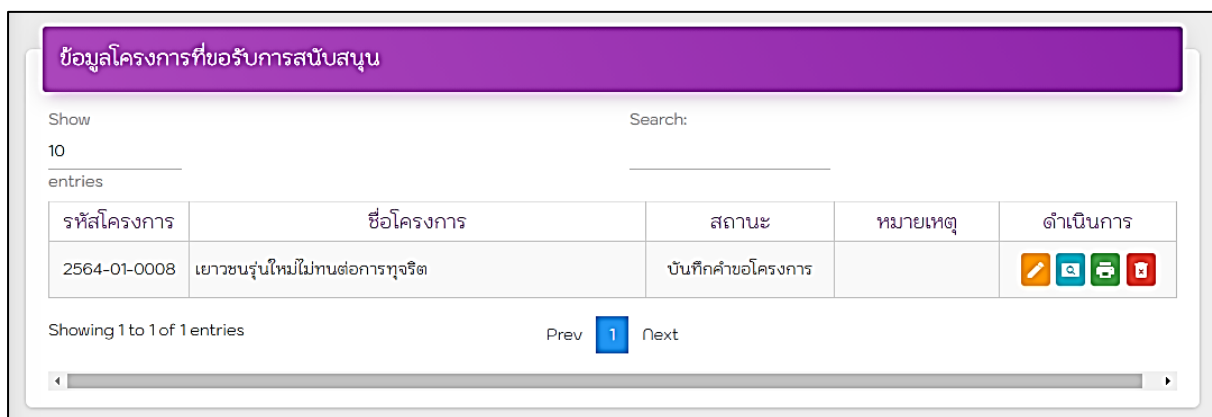 ข้อมูลโครงการที่ขอรับการสนับสนุน
Show
Search:
10
entries
รหัสโครงการ ชื่อโครงการ สถานะ หมายเหตุ ดำเนินการ
2564-01-0008 เยาวชนรุ่นใหม่ไม่ทนต่อการทุจริต บันทึกคำขอโครงการ
Showing 1 to 1 of 1 entries Prev 1 Next